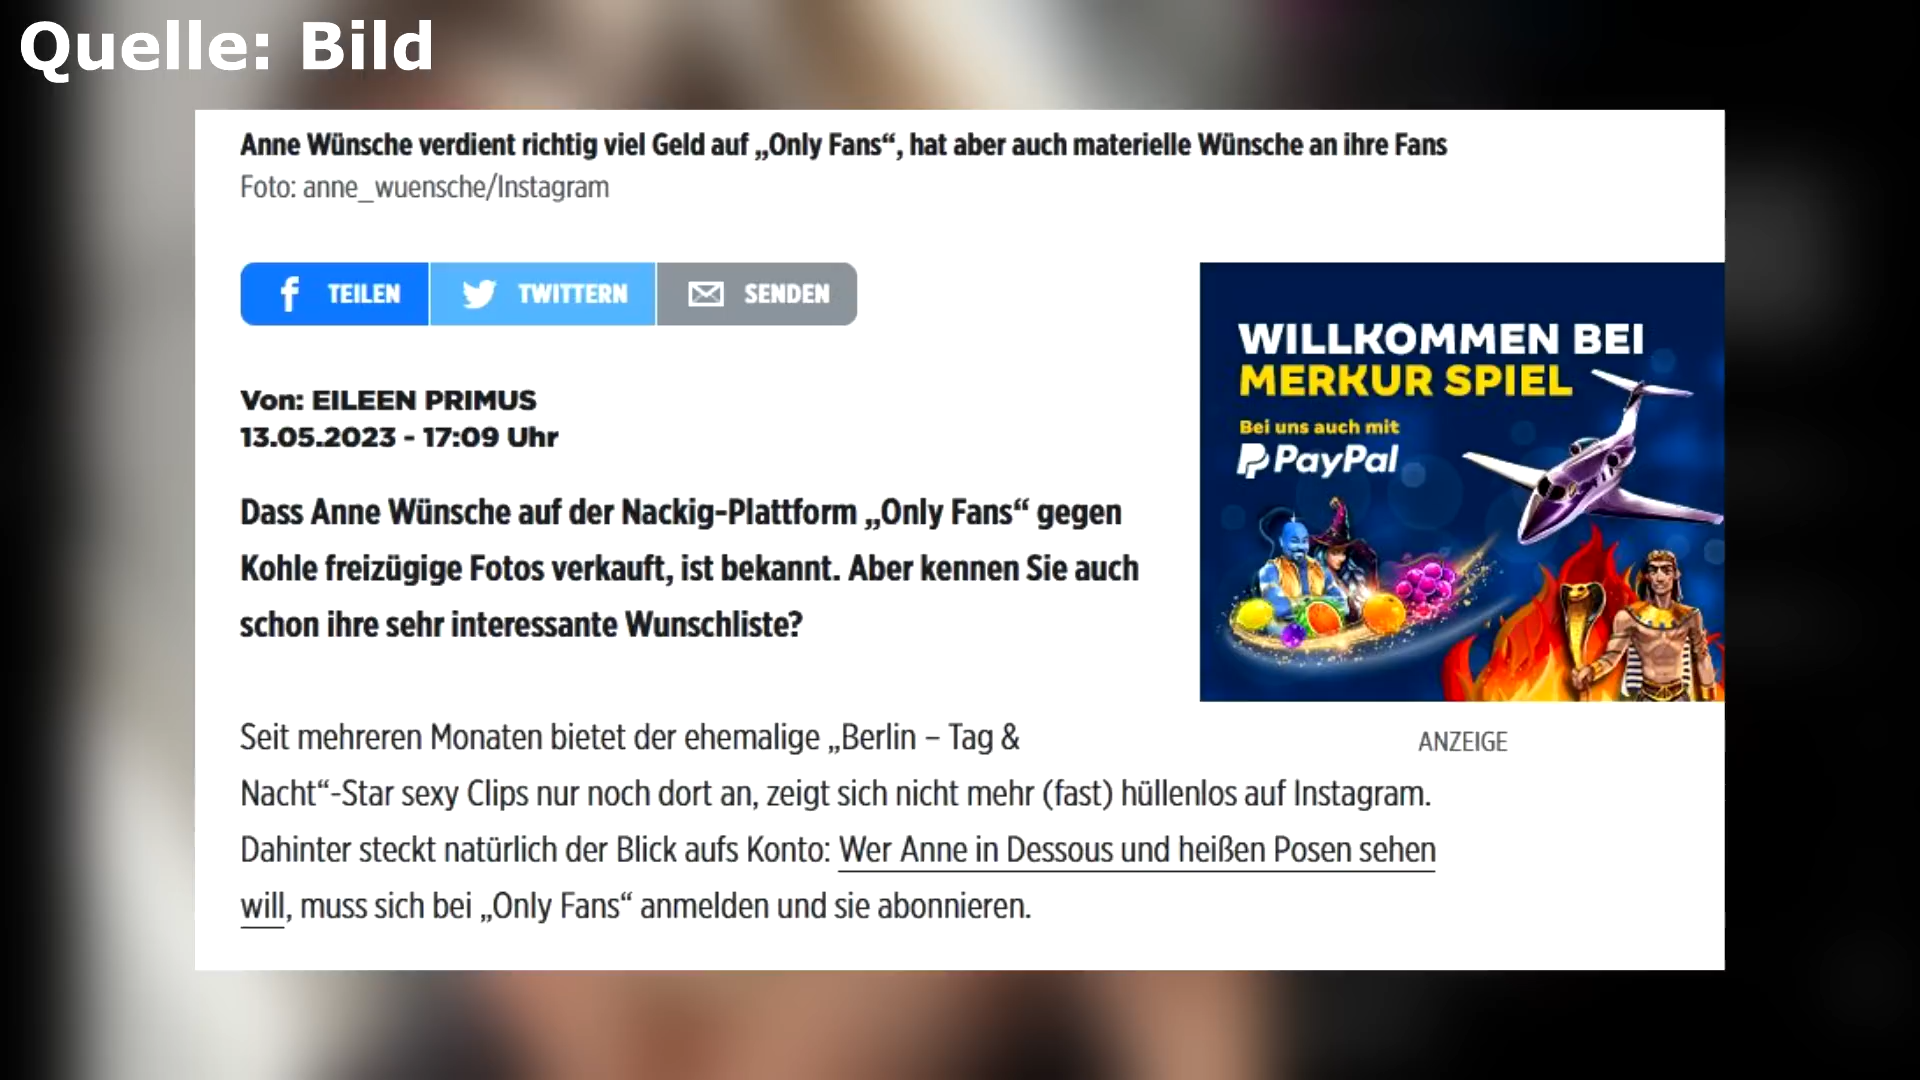 Quelle: Bild
Anne Wünsche verdient richtig viel Geld auf „Only Fans“, hat aber auch materielle Wünsche an ihre Fans
Foto: anne_wuensche/Instagram
TEILEN
TWITTERN
SENDEN
Von: EILEEN PRIMUS
13.05.2023 - 17:09 Uhr
Dass Anne Wünsche auf der Nackig-Plattform „Only Fans“ gegen
Kohle freizügige Fotos verkauft, ist bekannt. Aber kennen Sie auch
schon ihre sehr interessante Wunschliste?
WILLKOMMEN BEI
MERKUR SPIEL
Bei uns auch mit
PayPal
ANZEIGE
Seit mehreren Monaten bietet der ehemalige „Berlin – Tag &
Nacht“-Star sexy Clips nur noch dort an, zeigt sich nicht mehr (fast) hüllenlos auf Instagram.
Dahinter steckt natürlich der Blick aufs Konto: Wer Anne in Dessous und heißen Posen sehen
will, muss sich bei „Only Fans“ anmelden und sie abonnieren.